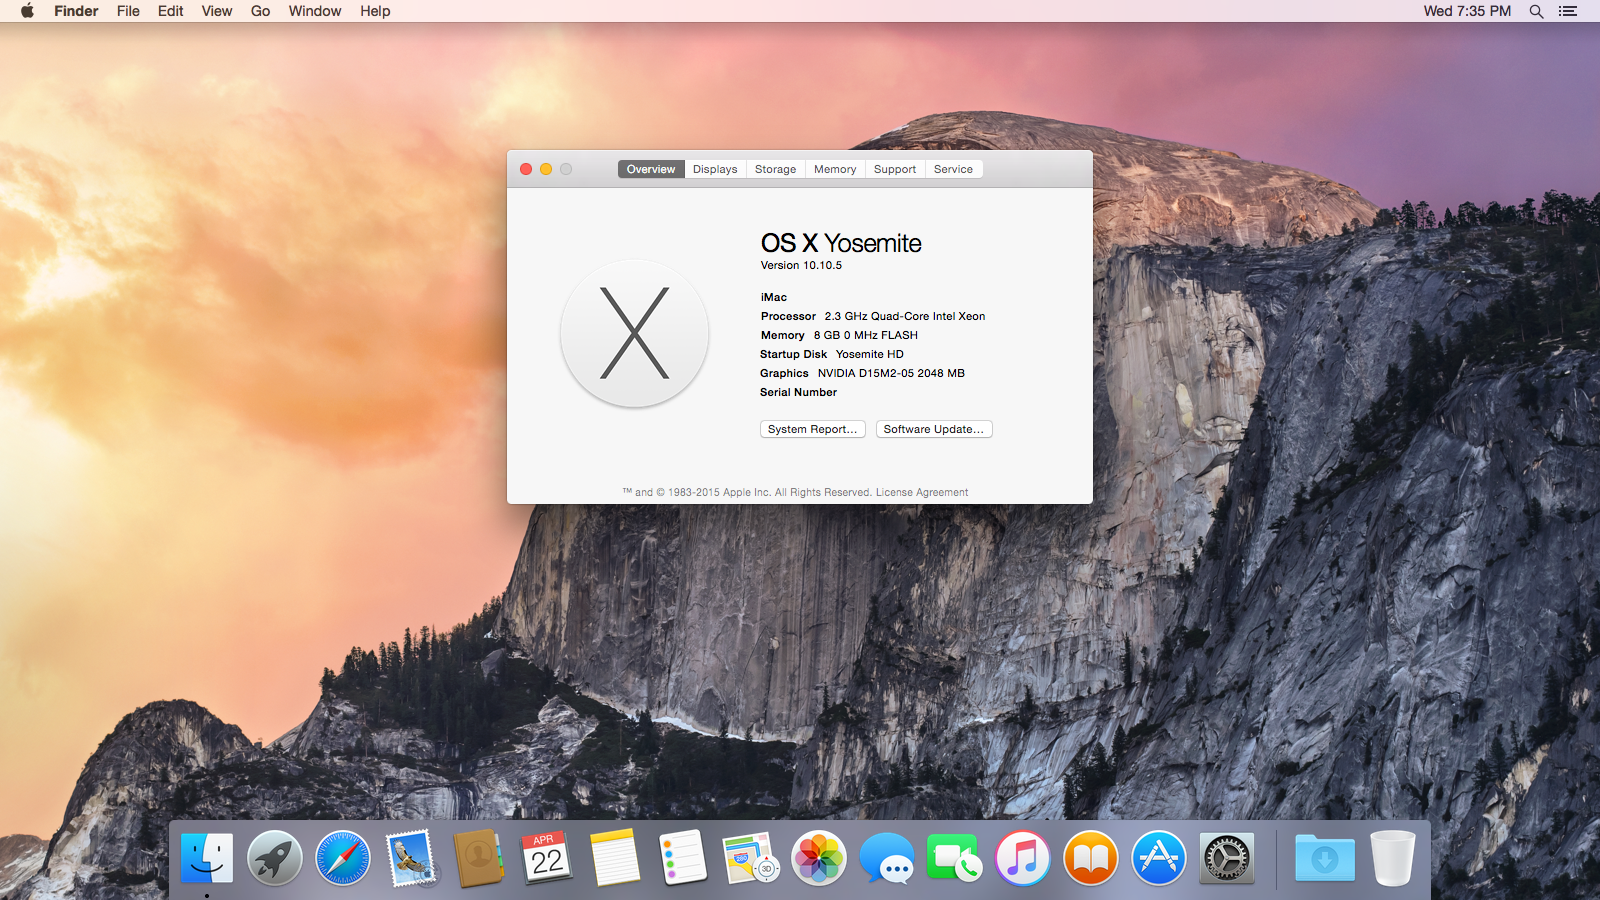 Finder File Edit View Go Window Help Wed 7:35 PM
Overview Displays Storage Memory Support Service
OS X Yosemite
Version 10.10.5
iMac
Processor 2.3 GHz Quad-Core Intel Xeon
Memory 8 GB 0 MHz FLASH
Startup Disk Yosemite HD
Graphics NVIDIA D15M2-05 2048 MB
Serial Number
System Report... Software Update...
™ and © 1983-2015 Apple Inc. All Rights Reserved. License Agreement
APR
22
280
3D